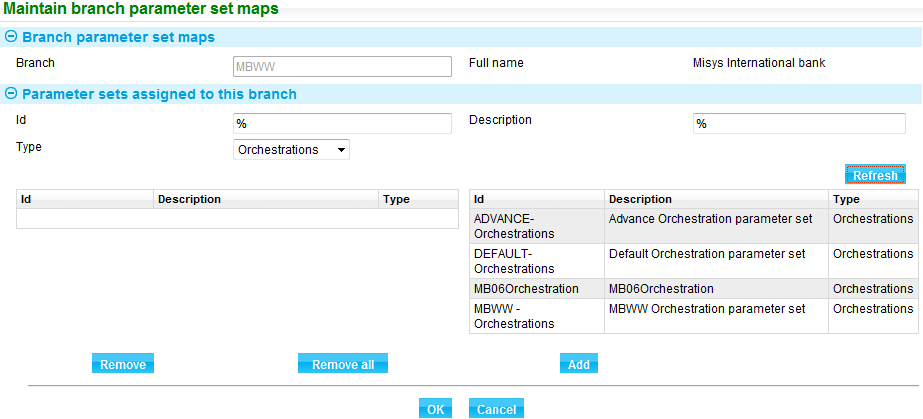 Maintain branch parameter set maps
Branch parameter set maps
Branch MBWW Full name Misys International bank
Parameter sets assigned to this branch
Id % Description %
Type Orchestrations
Refresh
Id Description Type Id Description Type
ADVANCE- Advance Orchestration parameter set Orchestrations
Orchestrations
DEFAULT- Default Orchestration parameter set Orchestrations
Orchestrations
MB06Orchestration MB06Orchestration Orchestrations
MBWW - MBWW Orchestration parameter set Orchestrations
Orchestrations
Remove Remove all Add
OK Cancel